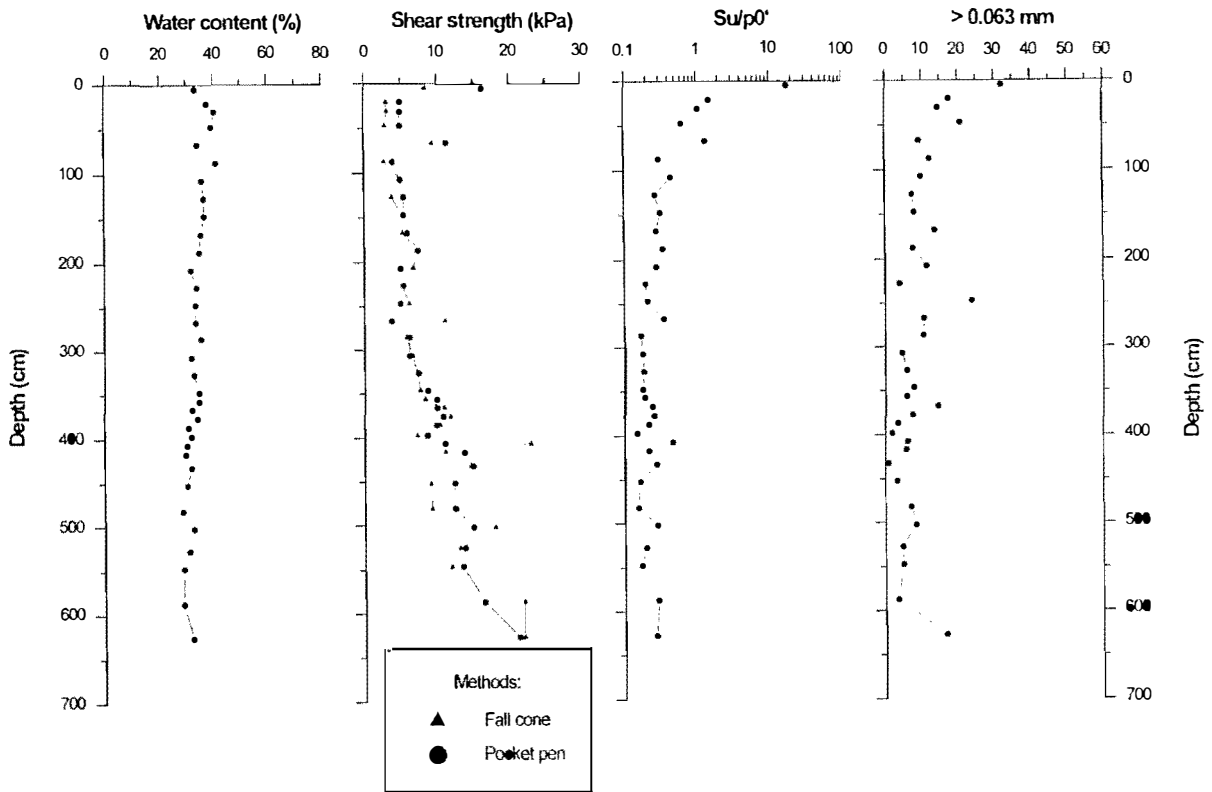 Water content (%)
Shear strength (kPa)
Su/p0'
> 0.063 mm
0 20 40 60 80
0 10 20 30
0.1 1 10 100
0 10 20 30 40 50 60
0
100
200
300
400
500
600
700
Depth (cm)
0
100
200
300
400
500
600
700
Depth (cm)
Methods:
Fall cone
Pocket pen